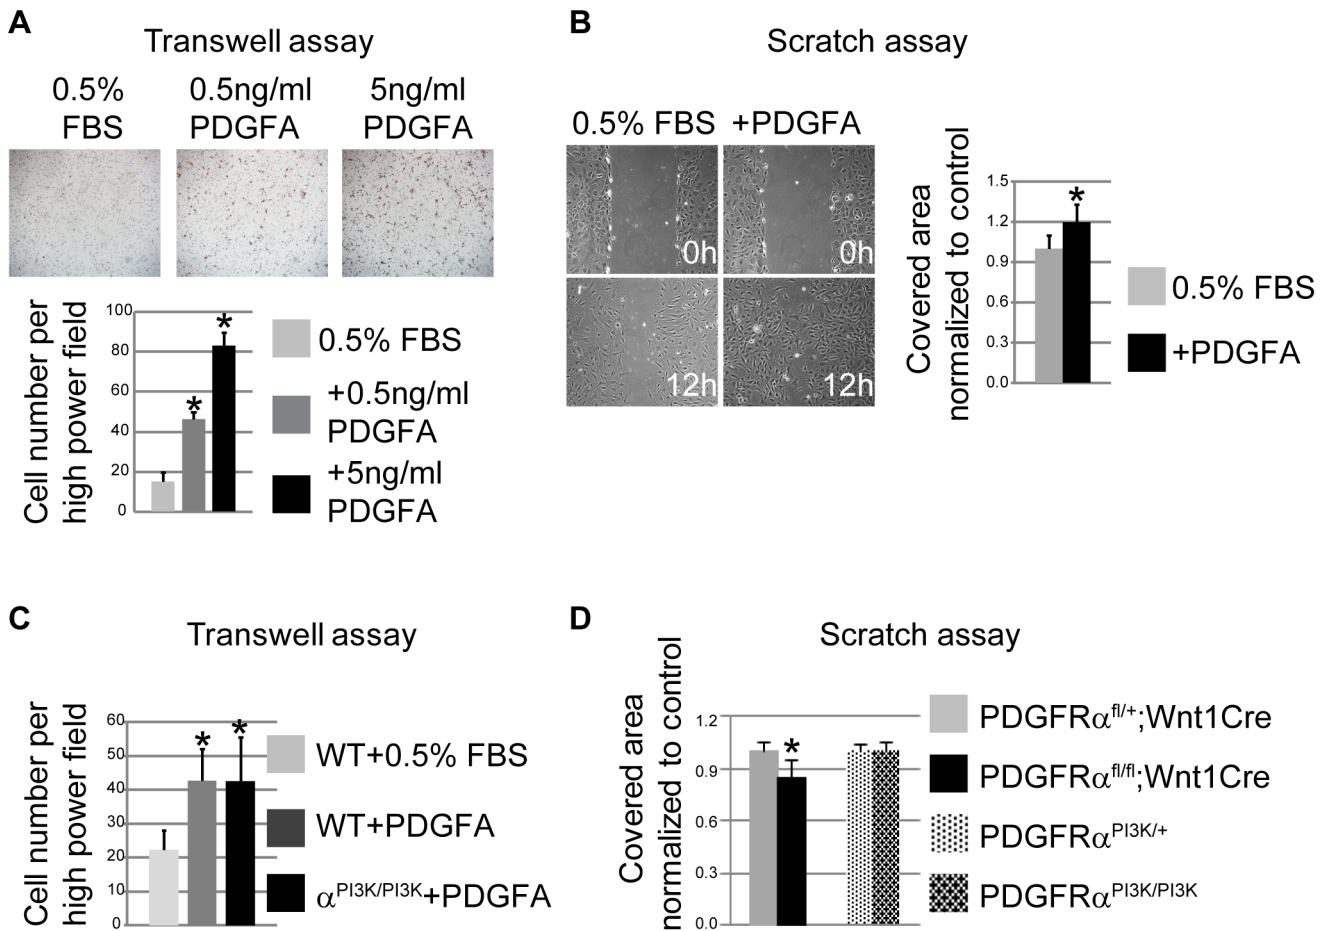 A
Transwell assay
0.5%
FBS
0.5ng/ml
PDGFA
5ng/ml
PDGFA
Cell number per
high power field
100
80
60
40
20
0
*
*
0.5% FBS
+0.5ng/ml
PDGFA
+5ng/ml
PDGFA
B
Scratch assay
0.5% FBS
+PDGFA
0h
0h
12h
12h
Covered area
normalized to control
1.5
1.2
0.9
0.6
0.3
0.0
*
0.5% FBS
+PDGFA
C
Transwell assay
Cell number per
high power field
60
50
40
30
20
10
0
*
*
WT+0.5% FBS
WT+PDGFA
αPI3K/PI3K+PDGFA
D
Scratch assay
Covered area
normalized to control
1.2
0.9
0.6
0.3
0.0
*
PDGFRαfl/+;Wnt1Cre
PDGFRαfl/fl;Wnt1Cre
PDGFRαPI3K/+
PDGFRαPI3K/PI3K